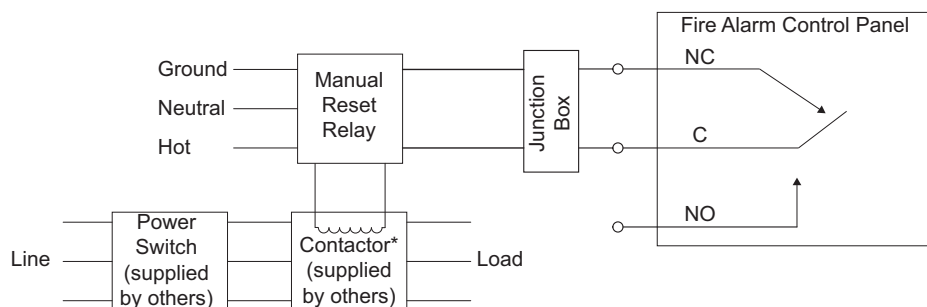 Fire Alarm Control Panel
Ground
Neutral
Hot
Manual
Reset
Relay
Junction
Box
NC
C
NO
Line
Power
Switch
(supplied
by others)
Contactor*
(supplied
by others)
Load